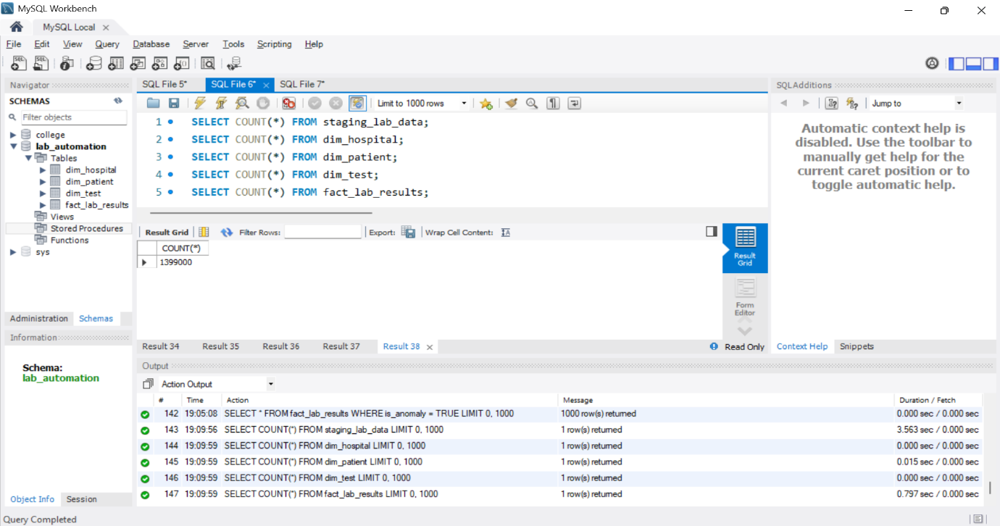 MySQL Workbench
MySQL Local
File Edit View Query Database Server Tools Scripting Help
Navigator
SCHEMAS
Filter objects
college
lab_automation
Tables
dim_hospital
dim_patient
dim_test
fact_lab_results
Views
Stored Procedures
Functions
sys
Administration Schemas
Information
Schema:
lab_automation
Object Info Session
SQL File 5* SQL File 6* SQL File 7*
Limit to 1000 rows
1 SELECT COUNT(*) FROM staging_lab_data;
2 SELECT COUNT(*) FROM dim_hospital;
3 SELECT COUNT(*) FROM dim_patient;
4 SELECT COUNT(*) FROM dim_test;
5 SELECT COUNT(*) FROM fact_lab_results;
Result Grid Filter Rows: Export: Wrap Cell Content:
COUNT(*)
1399000
Result
Grid
Form
Editor
Result 34 Result 35 Result 36 Result 37 Result 38 Read Only
SQLAdditions
Jump to
Automatic context help is
disabled. Use the toolbar to
manually get help for the
current caret position or to
toggle automatic help.
Context Help Snippets
Output
Action Output
# Time Action Message Duration / Fetch
142 19:05:08 SELECT * FROM fact_lab_results WHERE is_anomaly = TRUE LIMIT 0, 1000 1000 row(s) returned 0.000 sec / 0.000 sec
143 19:09:56 SELECT COUNT(*) FROM staging_lab_data LIMIT 0, 1000 1 row(s) returned 3.563 sec / 0.000 sec
144 19:09:59 SELECT COUNT(*) FROM dim_hospital LIMIT 0, 1000 1 row(s) returned 0.000 sec / 0.000 sec
145 19:09:59 SELECT COUNT(*) FROM dim_patient LIMIT 0, 1000 1 row(s) returned 0.015 sec / 0.000 sec
146 19:09:59 SELECT COUNT(*) FROM dim_test LIMIT 0, 1000 1 row(s) returned 0.000 sec / 0.000 sec
147 19:09:59 SELECT COUNT(*) FROM fact_lab_results LIMIT 0, 1000 1 row(s) returned 0.797 sec / 0.000 sec
Query Completed